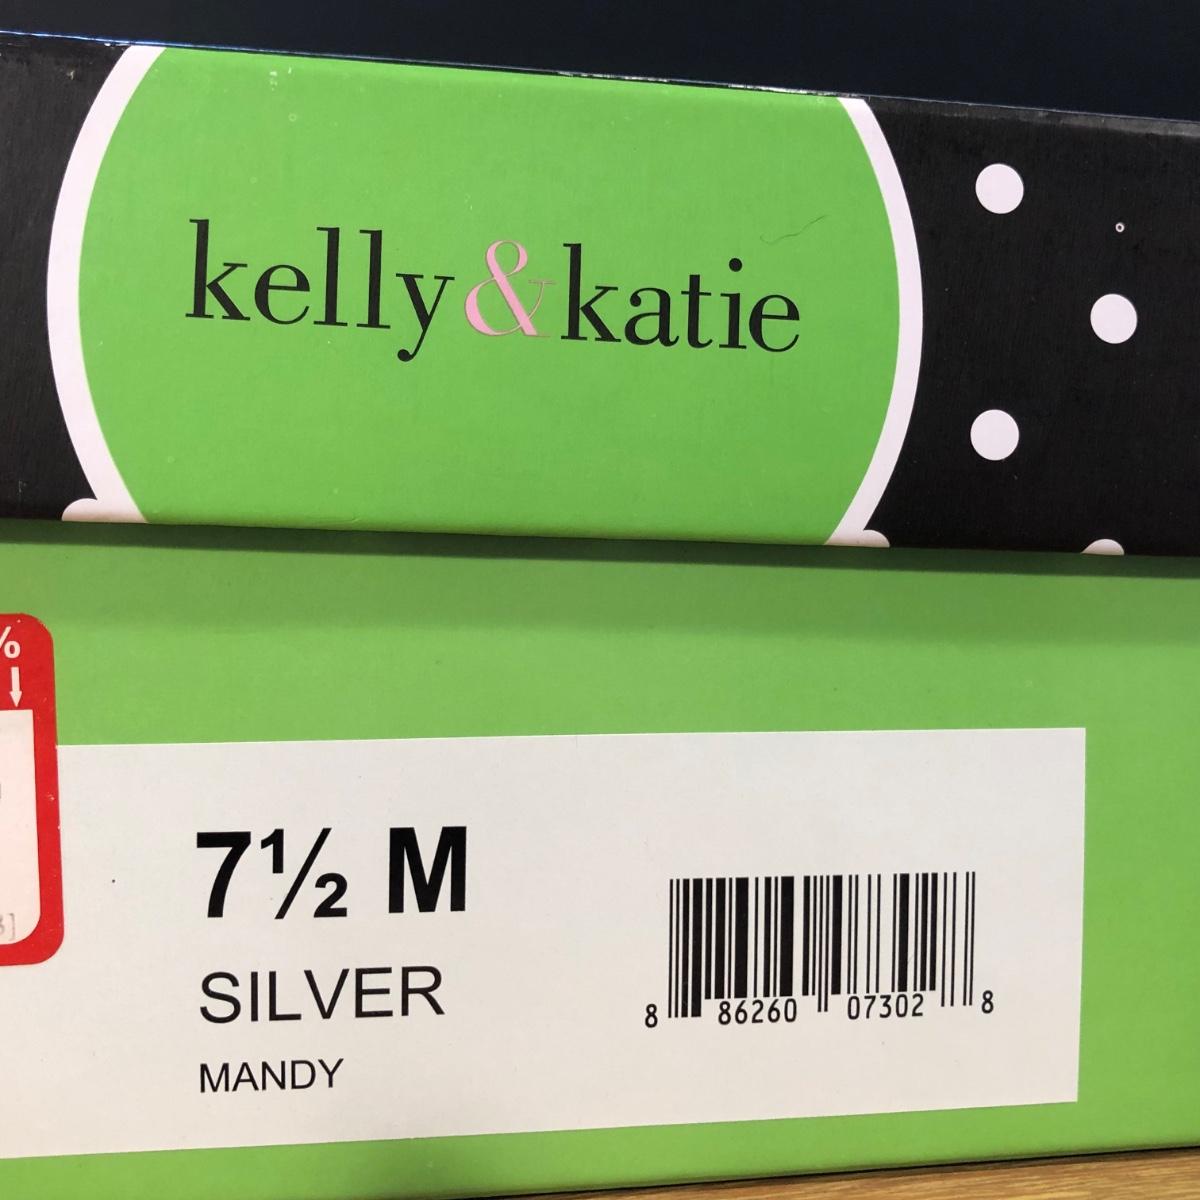 kelly&katie
%
7½ M
SILVER
MANDY
8 86260 07302 8